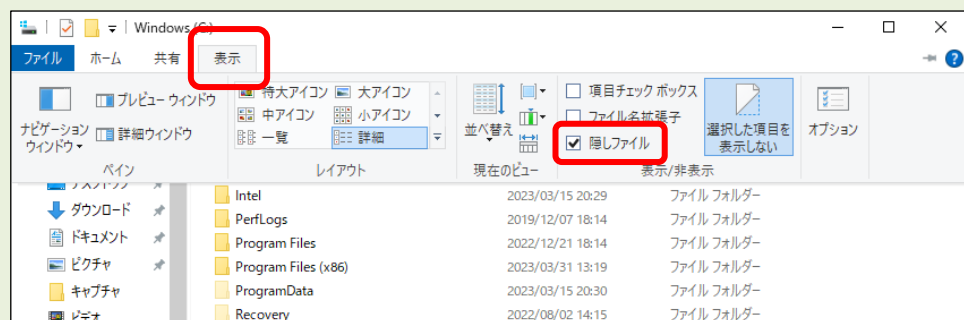 Windows (C:)
ファイル ホーム 共有 表示
ナビゲーション ウィンドウ
プレビュー ウィンドウ
詳細ウィンドウ
ペイン
特大アイコン 大アイコン
中アイコン 小アイコン
一覧 詳細
レイアウト
並べ替え
現在のビュー
項目チェック ボックス
ファイル名拡張子
隠しファイル
選択した項目を
表示しない
表示/非表示
オプション
デスクトップ
ダウンロード
ドキュメント
ピクチャ
キャプチャ
ビデオ
Intel 2023/03/15 20:29 ファイル フォルダー
PerfLogs 2019/12/07 18:14 ファイル フォルダー
Program Files 2022/12/21 18:14 ファイル フォルダー
Program Files (x86) 2023/03/31 13:19 ファイル フォルダー
ProgramData 2023/03/15 20:30 ファイル フォルダー
Recovery 2022/08/02 14:15 ファイル フォルダー